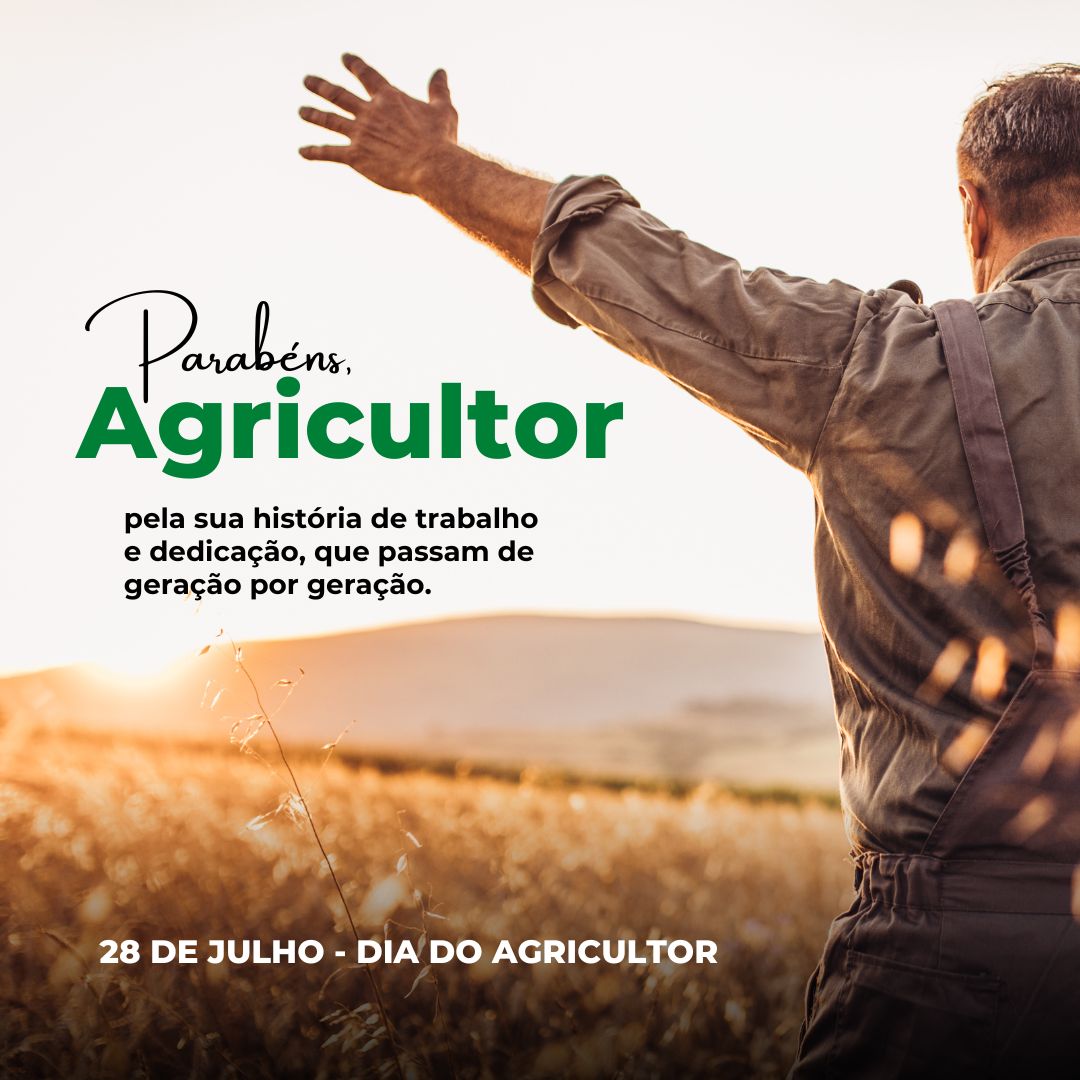 Parabéns,
Agricultor
pela sua história de trabalho
e dedicação, que passam de
geração por geração.
28 DE JULHO - DIA DO AGRICULTOR